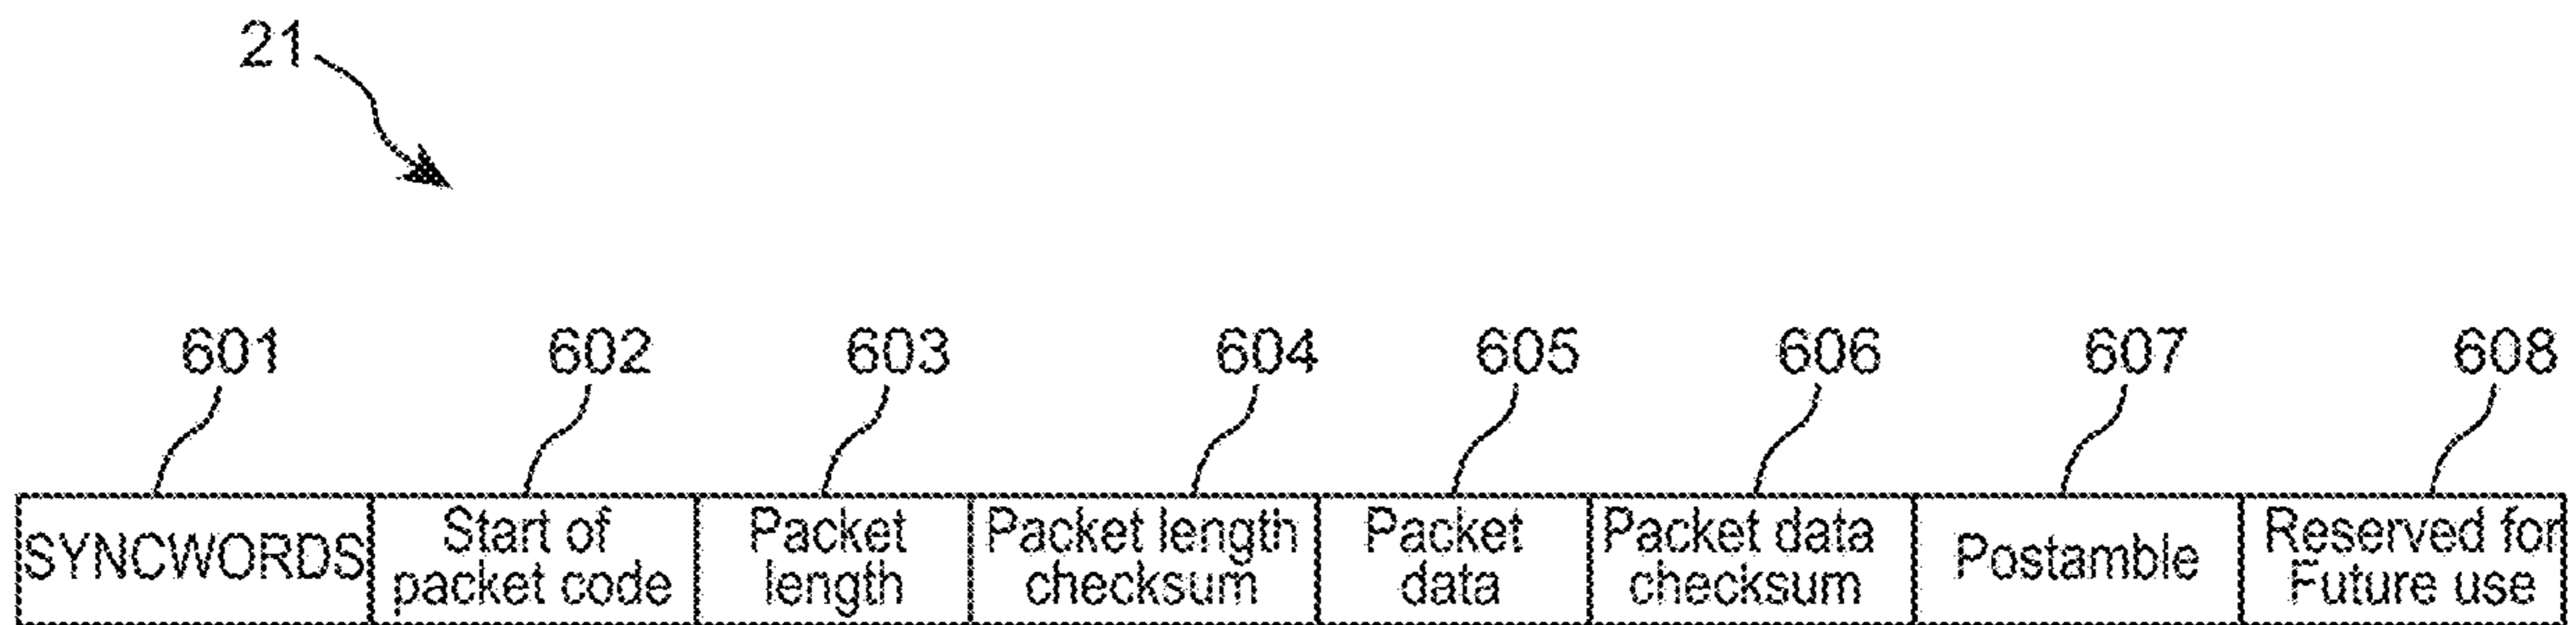 21
601 602 603 604 605 606 607 608
SYNCWORDS Start of packet code Packet length Packet length checksum Packet data Packet data checksum Postamble Reserved for Future use